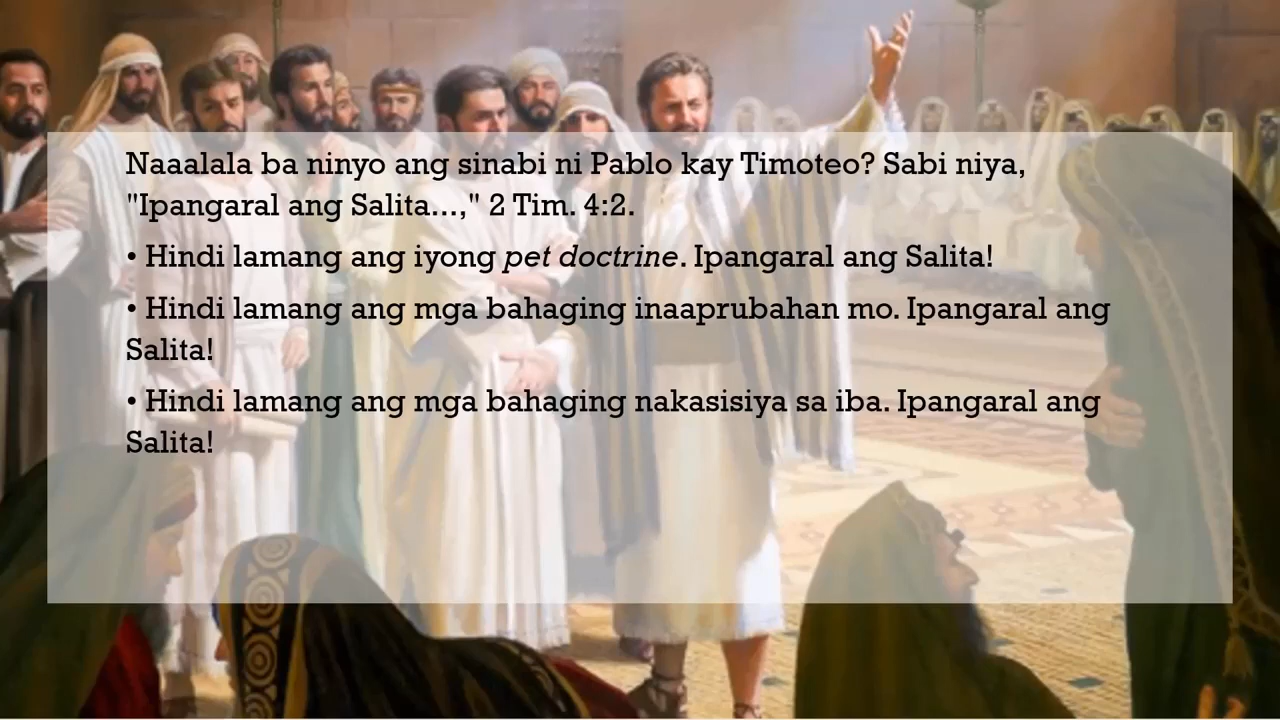 Naaalala ba ninyo ang sinabi ni Pablo kay Timoteo? Sabi niya,
"Ipangaral ang Salita...," 2 Tim. 4:2.
• Hindi lamang ang iyong pet doctrine. Ipangaral ang Salita!
• Hindi lamang ang mga bahaging inaaprubahan mo. Ipangaral ang
Salita!
• Hindi lamang ang mga bahaging nakasisiya sa iba. Ipangaral ang
Salita!